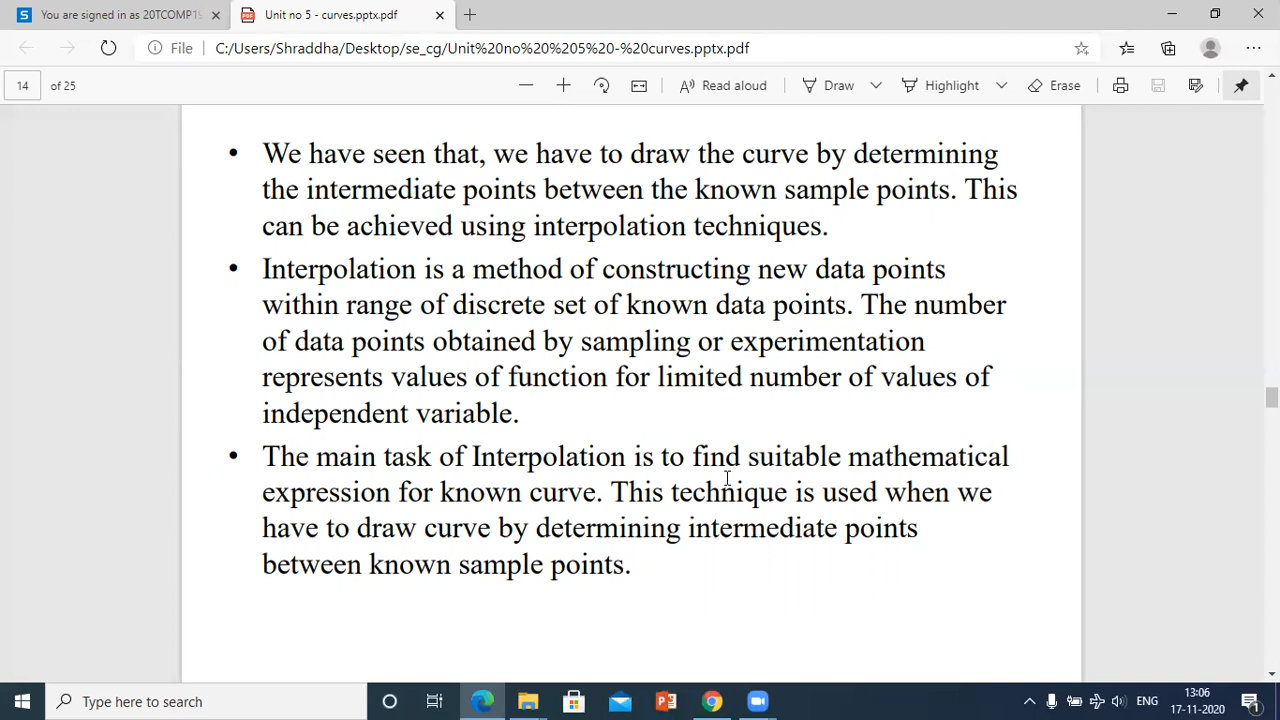 You are signed in as 20TCOMP1
Unit no 5 - curves.pptx.pdf
File
C:/Users/Shraddha/Desktop/se_cg/Unit%20no%20%205%20-%20curves.pptx.pdf
14 of 25
Read aloud
Draw
Highlight
Erase
• We have seen that, we have to draw the curve by determining
the intermediate points between the known sample points. This
can be achieved using interpolation techniques.
• Interpolation is a method of constructing new data points
within range of discrete set of known data points. The number
of data points obtained by sampling or experimentation
represents values of function for limited number of values of
independent variable.
• The main task of Interpolation is to find suitable mathematical
expression for known curve. This technique is used when we
have to draw curve by determining intermediate points
between known sample points.
Type here to search
ENG
13:06
17-11-2020